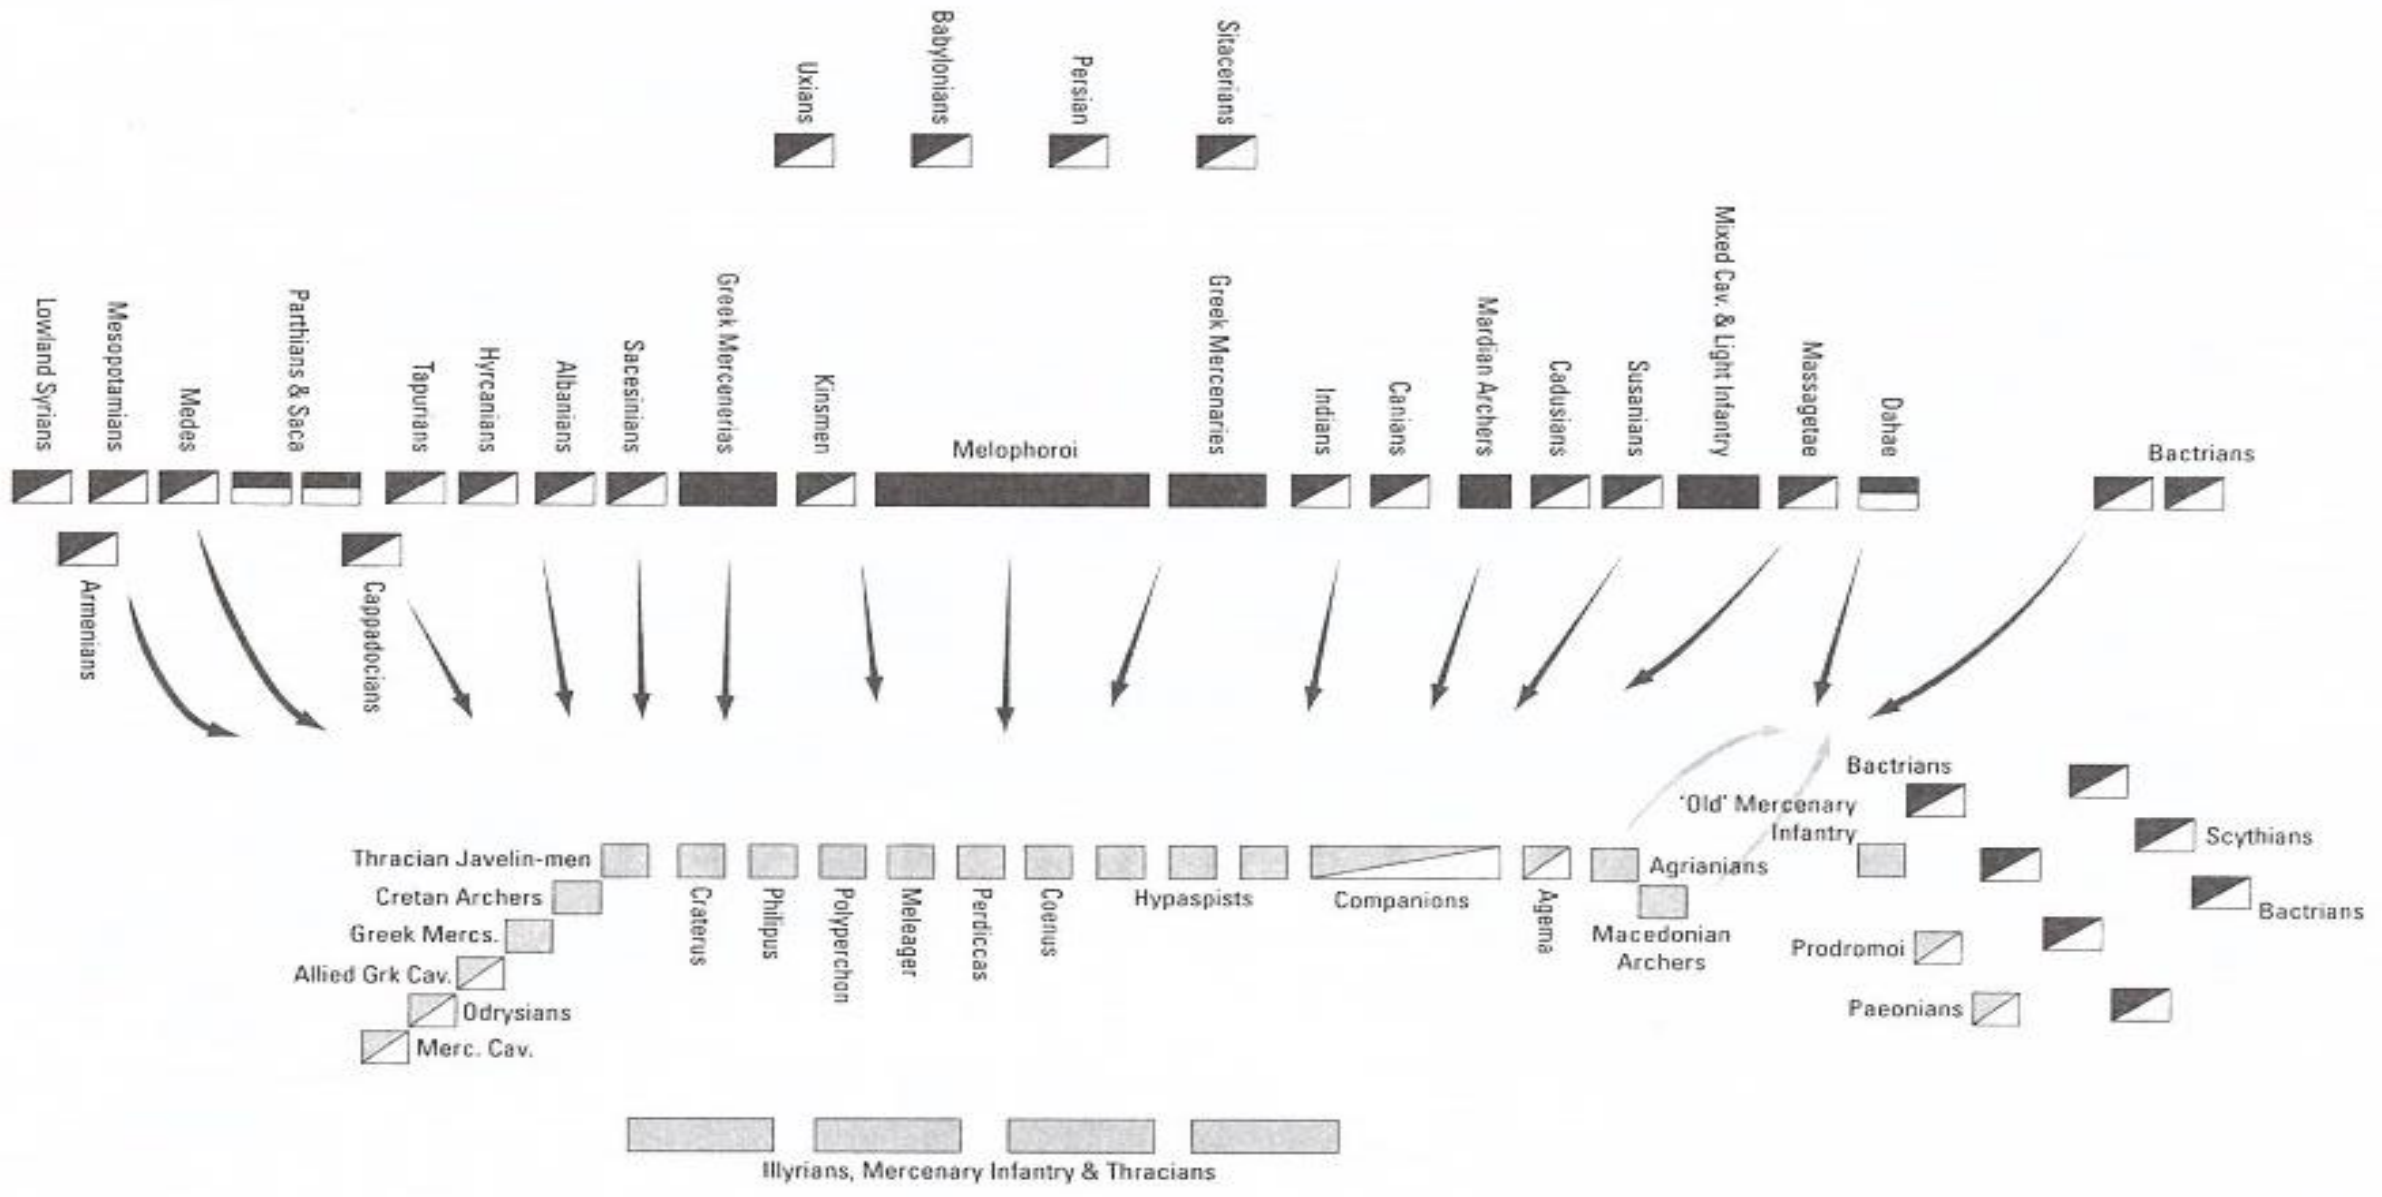 Uxians
Babylonians
Persian
Sitacerians
Lowland Syrians
Mesopotamians
Medes
Parthians & Saca
Tapurians
Hyrcanians
Albanians
Sacesinians
Greek Mercenerias
Kinsmen
Melophoroi
Greek Mercenaries
Indians
Canians
Mardian Archers
Cadusians
Susanians
Mixed Cav. & Light Infantry
Massagetae
Dahae
Bactrians
Armenians
Cappadocians
Bactrians
'Old' Mercenary
Infantry
Scythians
Bactrians
Thracian Javelin-men
Cretan Archers
Greek Mercs.
Allied Grk Cav.
Odrysians
Merc. Cav.
Craterus
Philipus
Polyperchon
Meleager
Perdiccas
Coenus
Hypaspists
Companions
Agema
Agrianians
Macedonian
Archers
Prodromoi
Paeonians
Illyrians, Mercenary Infantry & Thracians